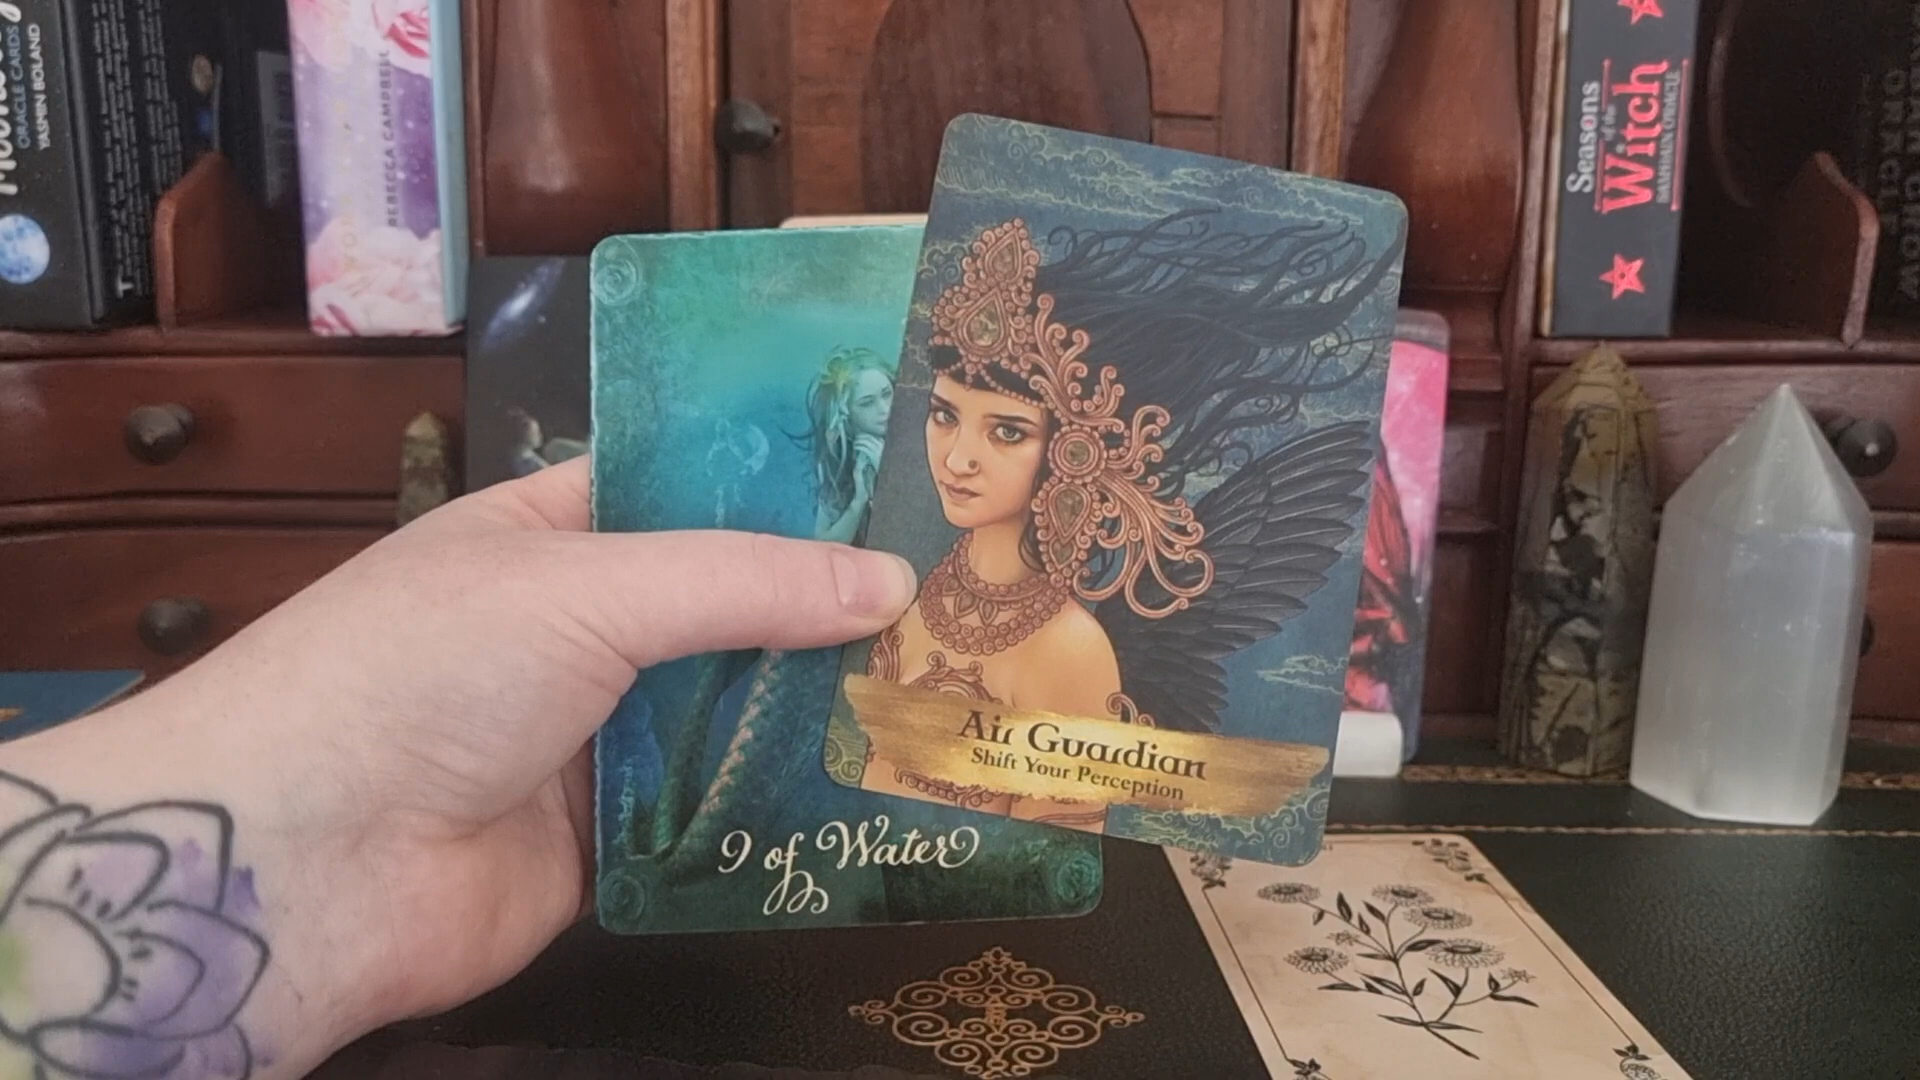 ORACLE CARDS
YASMIN BOLAND
REBECCA CAMPBELL
Seasons
of the
Witch
SAMHAIN ORACLE
Air Guardian
Shift Your Perception
9 of Water